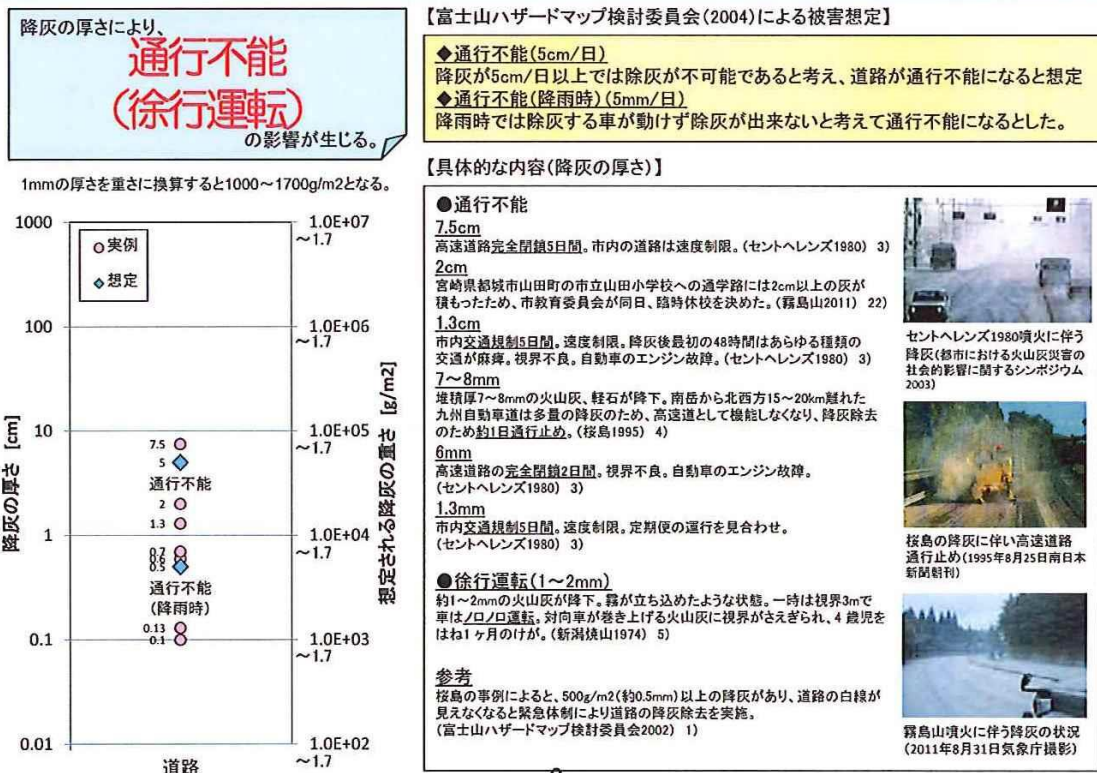 降灰の厚さにより、
通行不能
(徐行運転)
の影響が生じる。
1mmの厚さを重さに換算すると1000～1700g/m2となる。
1000
100
10
1
0.1
0.01
降灰の厚さ [cm]
●実例
◆想定
7.5
5
通行不能
2
1.3
0.7
0.6
0.5
通行不能
(降雨時)
0.13
0.1
道路
1.0E+07
～1.7
1.0E+06
～1.7
1.0E+05
～1.7
1.0E+04
～1.7
1.0E+03
～1.7
1.0E+02
～1.7
想定される降灰の重さ [g/m2]
【富士山ハザードマップ検討委員会(2004)による被害想定】
◆通行不能(5cm/日)
降灰が5cm/日以上では除灰が不可能であると考え、道路が通行不能になると想定
◆通行不能(降雨時)(5mm/日)
降雨時では除灰する車が動けず除灰が出来ないと考えて通行不能になるとした。
【具体的な内容(降灰の厚さ)】
●通行不能
7.5cm
高速道路完全閉鎖5日間。市内の道路は速度制限。(セントヘレンズ1980) 3)
2cm
宮崎県都城市山田町の市立山田小学校への通学路には2cm以上の灰が
積もったため、市教育委員会が同日、臨時休校を決めた。(霧島山2011) 22)
1.3cm
市内交通規制5日間。速度制限。降灰後最初の48時間はあらゆる種類の
交通が麻痺。視界不良。自動車のエンジン故障。(セントヘレンズ1980) 3)
7～8mm
堆積厚7～8mmの火山灰、軽石が降下。南岳から北西方15～20km離れた
九州自動車道は多量の降灰のため、高速道として機能しなくなり、降灰除去
のため約1日通行止め。(桜島1995) 4)
6mm
高速道路の完全閉鎖2日間。視界不良。自動車のエンジン故障。
(セントヘレンズ1980) 3)
1.3mm
市内交通規制5日間。速度制限。定期便の運行を見合わせ。
(セントヘレンズ1980) 3)
●徐行運転(1～2mm)
約1～2mmの火山灰が降下。霧が立ち込めたような状態。一時は視界3mで
車はノロノロ運転。対向車が巻き上げる火山灰に視界がさえぎられ、4歳児を
はね1ヶ月のけが。(新潟焼山1974) 5)
参考
桜島の事例によると、500g/m2(約0.5mm)以上の降灰があり、道路の白線が
見えなくなると緊急体制により道路の降灰除去を実施。
(富士山ハザードマップ検討委員会2002) 1)
セントヘレンズ1980噴火に伴う
降灰(都市における火山灰災害の
社会的影響に関するシンポジウム
2003)
桜島の降灰に伴い高速道路
通行止め(1995年8月25日南日本
新聞朝刊)
霧島山噴火に伴う降灰の状況
(2011年8月31日気象庁撮影)